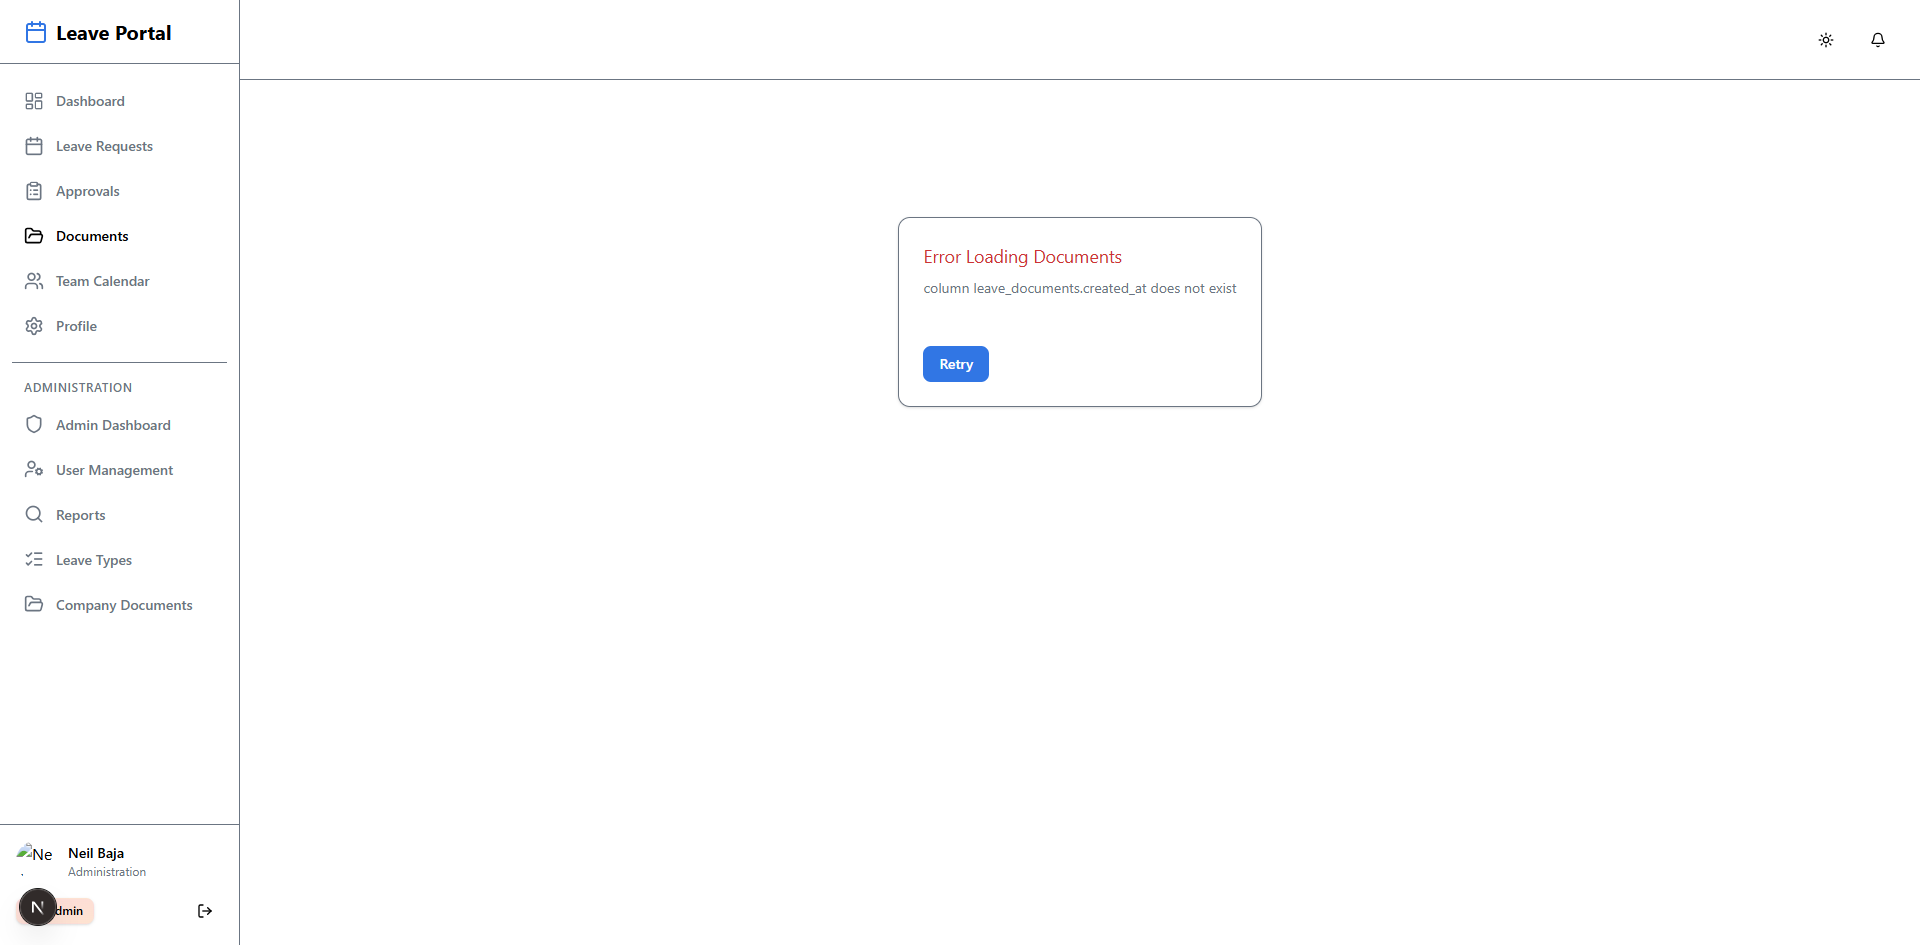 Leave Portal
Dashboard
Leave Requests
Approvals
Documents
Team Calendar
Profile
ADMINISTRATION
Admin Dashboard
User Management
Reports
Leave Types
Company Documents
Error Loading Documents
column leave_documents.created_at does not exist
Retry
Ne
Neil Baja
Administration
N
dmin